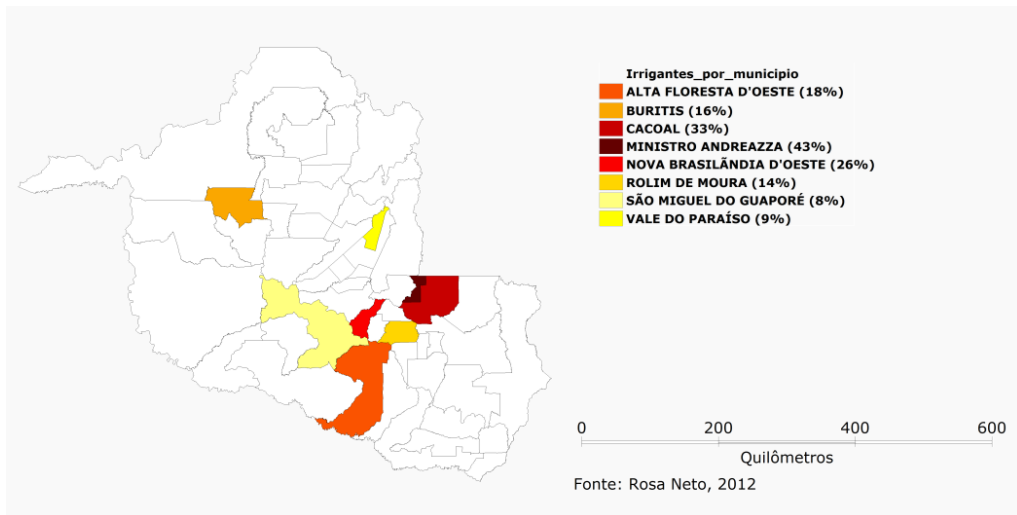 Irrigantes_por_municipio
ALTA FLORESTA D'OESTE (18%)
BURITIS (16%)
CACOAL (33%)
MINISTRO ANDREAZZA (43%)
NOVA BRASILÃNDIA D'OESTE (26%)
ROLIM DE MOURA (14%)
SÃO MIGUEL DO GUAPORÉ (8%)
VALE DO PARAÍSO (9%)
0 200 400 600
Quilômetros
Fonte: Rosa Neto, 2012